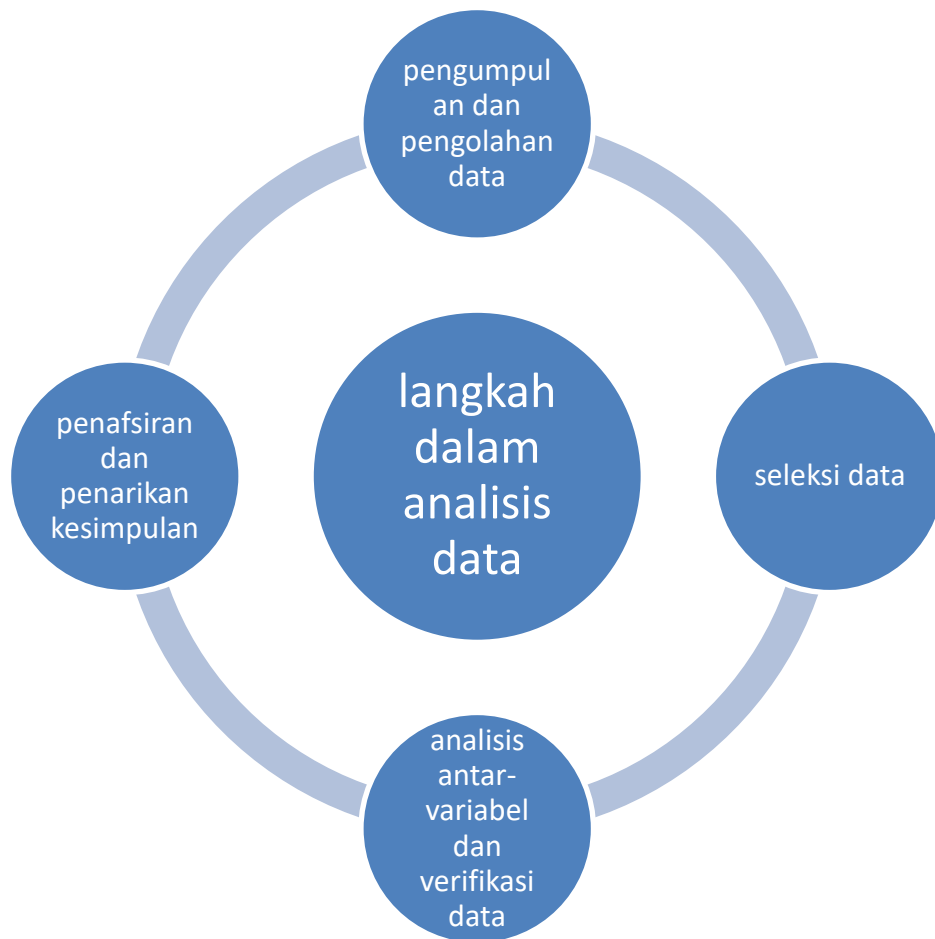 pengumpul
an dan
pengolahan
data
penafsiran
dan
penarikan
kesimpulan
langkah
dalam
analisis
data
seleksi data
analisis
antar-
variabel
dan
verifikasi
data